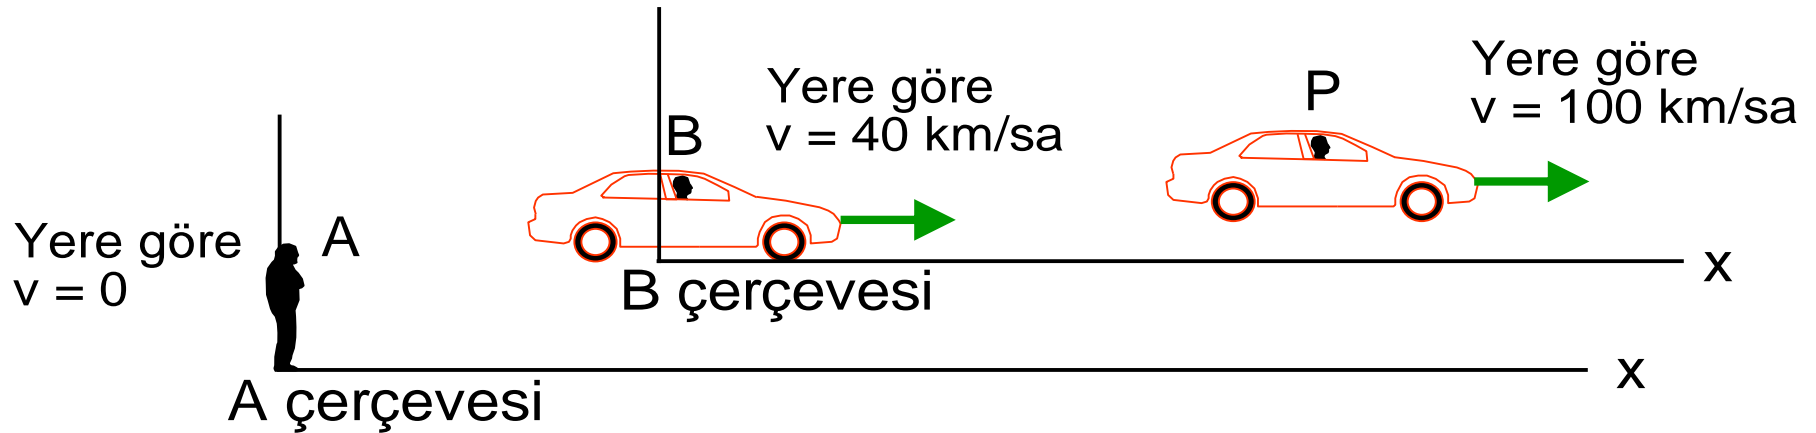 Yere göre
v = 0
A
A çerçevesi
B
B çerçevesi
Yere göre
v = 40 km/sa
P
Yere göre
v = 100 km/sa
x
x